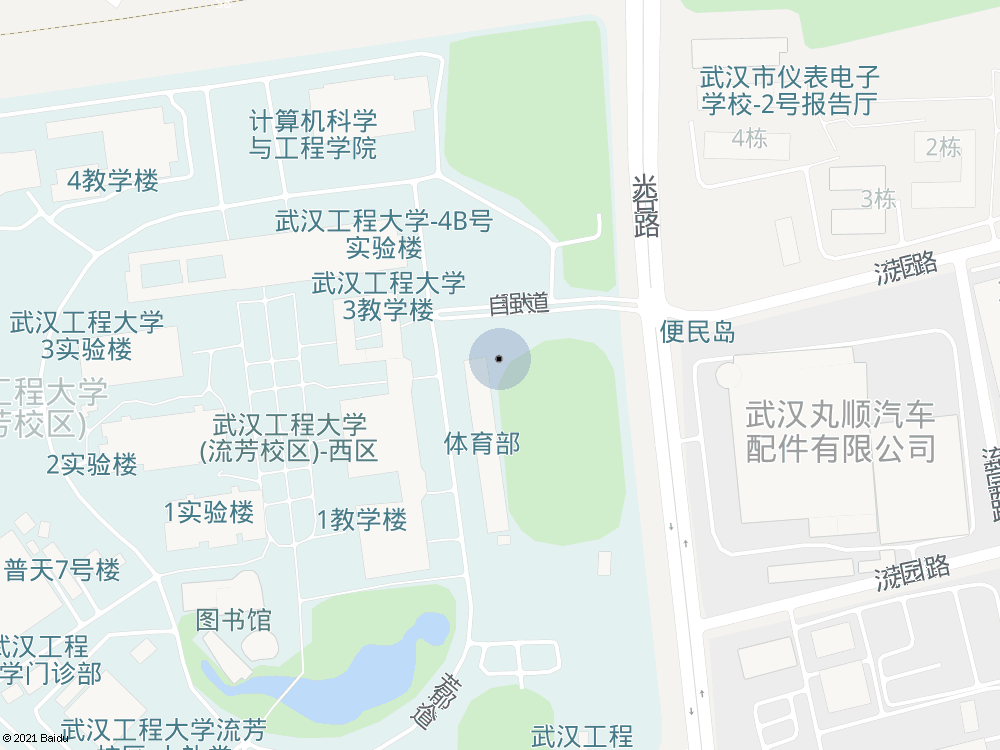 武汉市仪表电子
学校-2号报告厅
计算机科学
与工程学院
4栋
2栋
4教学楼
光谷一路
3栋
武汉工程大学-4B号
实验楼
流芳园路
武汉工程大学
3教学楼
自强大道
武汉工程大学
3实验楼
便民岛
工程大学
芳校区)
武汉工程大学
(流芳校区)-西区
武汉丸顺汽车
配件有限公司
体育部
2实验楼
1实验楼
1教学楼
普天7号楼
图书馆
武汉工程
学门诊部
武汉工程大学流芳
武汉工程
© 2021 Baidu